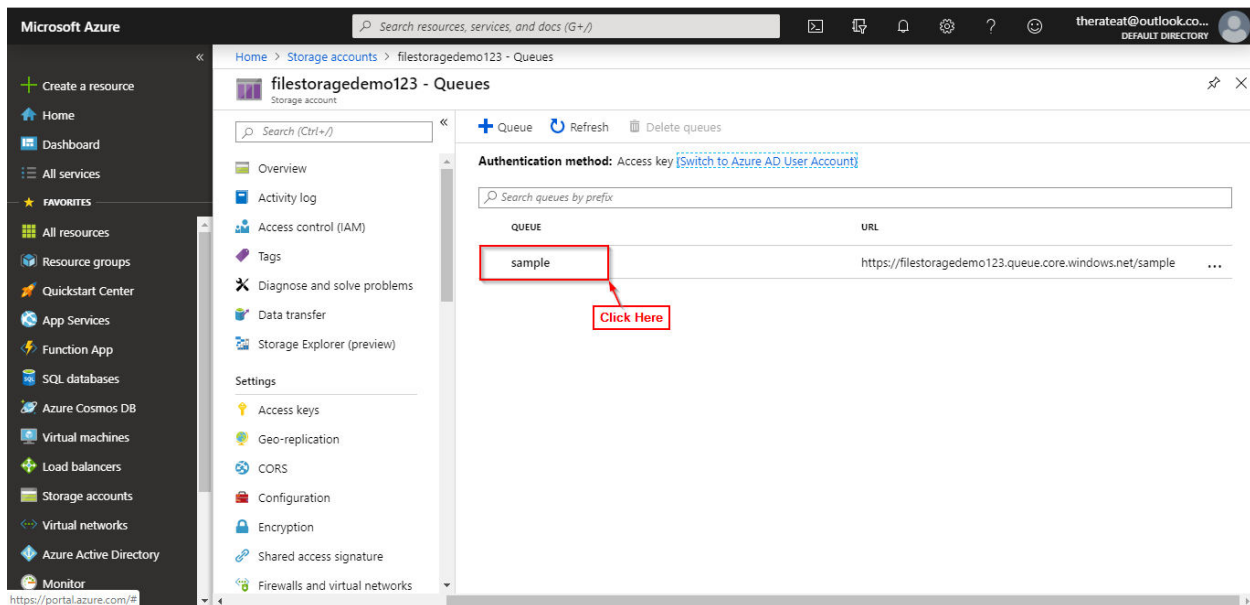 Microsoft Azure
Search resources, services, and docs (G+/)
therateat@outlook.co...
DEFAULT DIRECTORY
Create a resource
Home
Dashboard
All services
FAVORITES
All resources
Resource groups
Quickstart Center
App Services
Function App
SQL databases
Azure Cosmos DB
Virtual machines
Load balancers
Storage accounts
Virtual networks
Azure Active Directory
Monitor
https://portal.azure.com/#
Home > Storage accounts > filestoragedemo123 - Queues
filestoragedemo123 - Queues
Storage account
Search (Ctrl+/)
Overview
Activity log
Access control (IAM)
Tags
Diagnose and solve problems
Data transfer
Storage Explorer (preview)
Settings
Access keys
Geo-replication
CORS
Configuration
Encryption
Shared access signature
Firewalls and virtual networks
Queue Refresh Delete queues
Authentication method: Access key (Switch to Azure AD User Account)
Search queues by prefix
QUEUE URL
sample https://filestoragedemo123.queue.core.windows.net/sample ...
Click Here